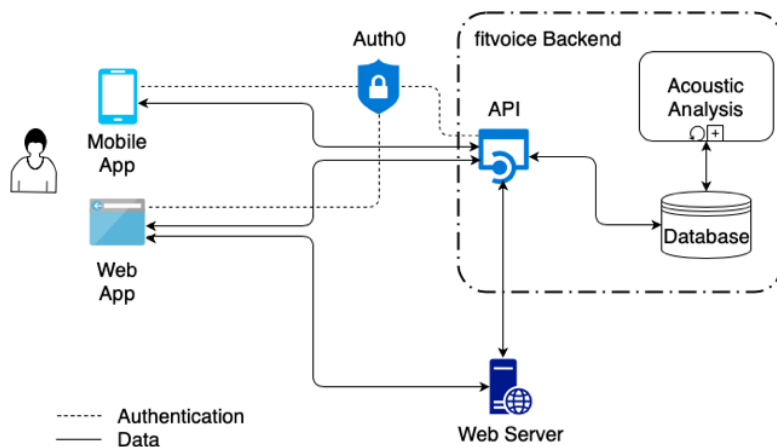 Auth0
fitvoice Backend
API
Acoustic
Analysis
Mobile
App
Database
Web
App
Authentication
Data
Web Server